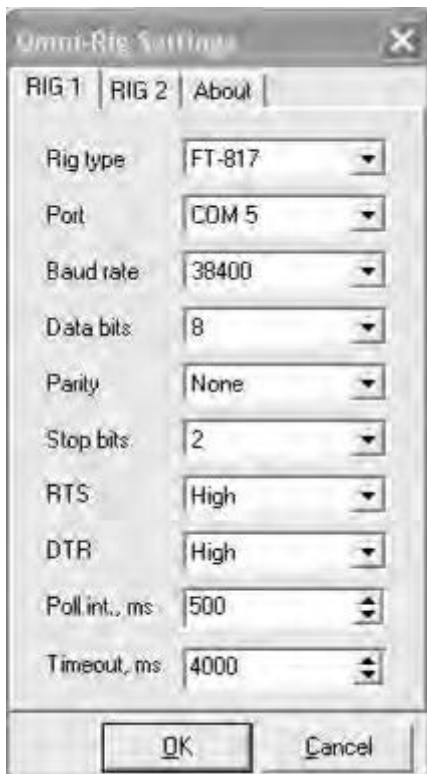 Omni-Rig Settings
RIG 1 RIG 2 About
Rig type FT-817
Port COM 5
Baud rate 38400
Data bits 8
Parity None
Stop bits 2
RTS High
DTR High
Poll int., ms 500
Timeout, ms 4000
OK Cancel